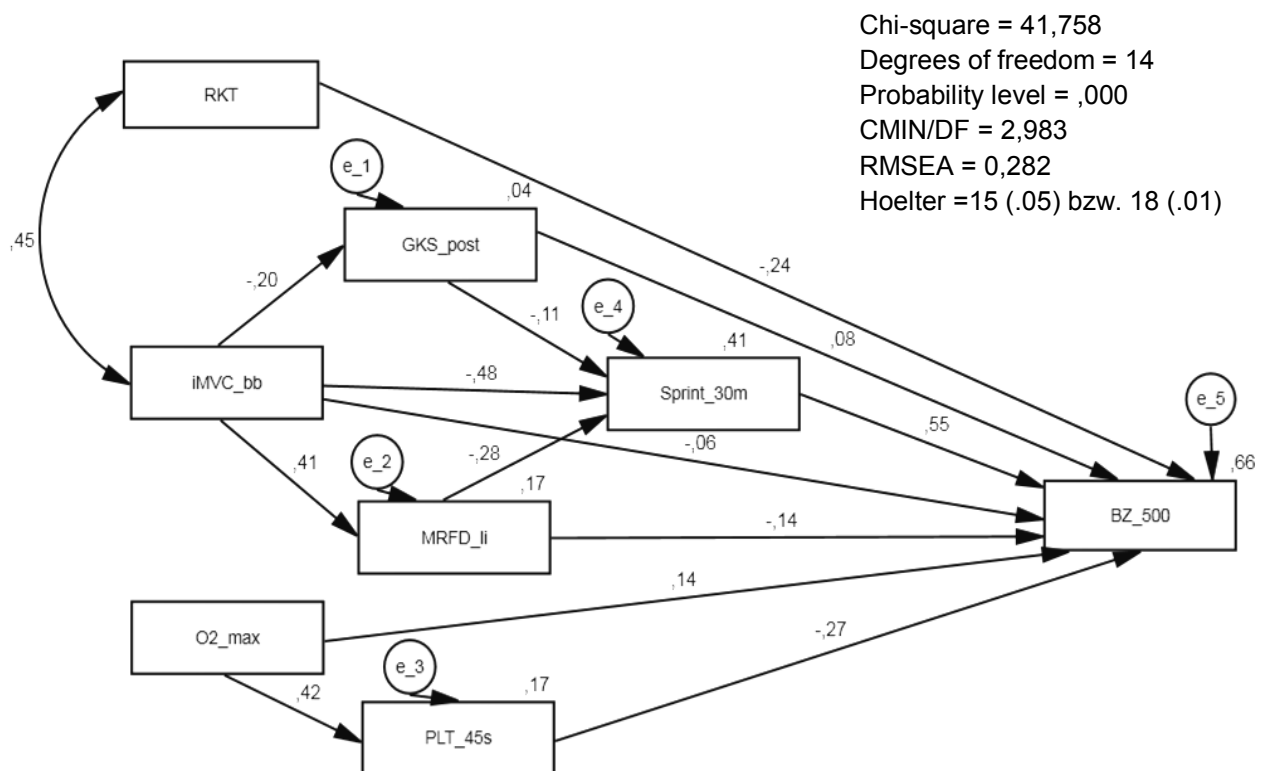 Chi-square = 41,758
Degrees of freedom = 14
Probability level = ,000
CMIN/DF = 2,983
RMSEA = 0,282
Hoelter =15 (.05) bzw. 18 (.01)
RKT
e_1
,04
GKS_post
,45
-,20
-,24
-,11
e_4
,41
,08
iMVC_bb
-,48
Sprint_30m
e_5
,55
-,06
,41
e_2
-,28
,17
,66
MRFD_li
-,14
BZ_500
,14
O2_max
-,27
e_3
,42
,17
PLT_45s